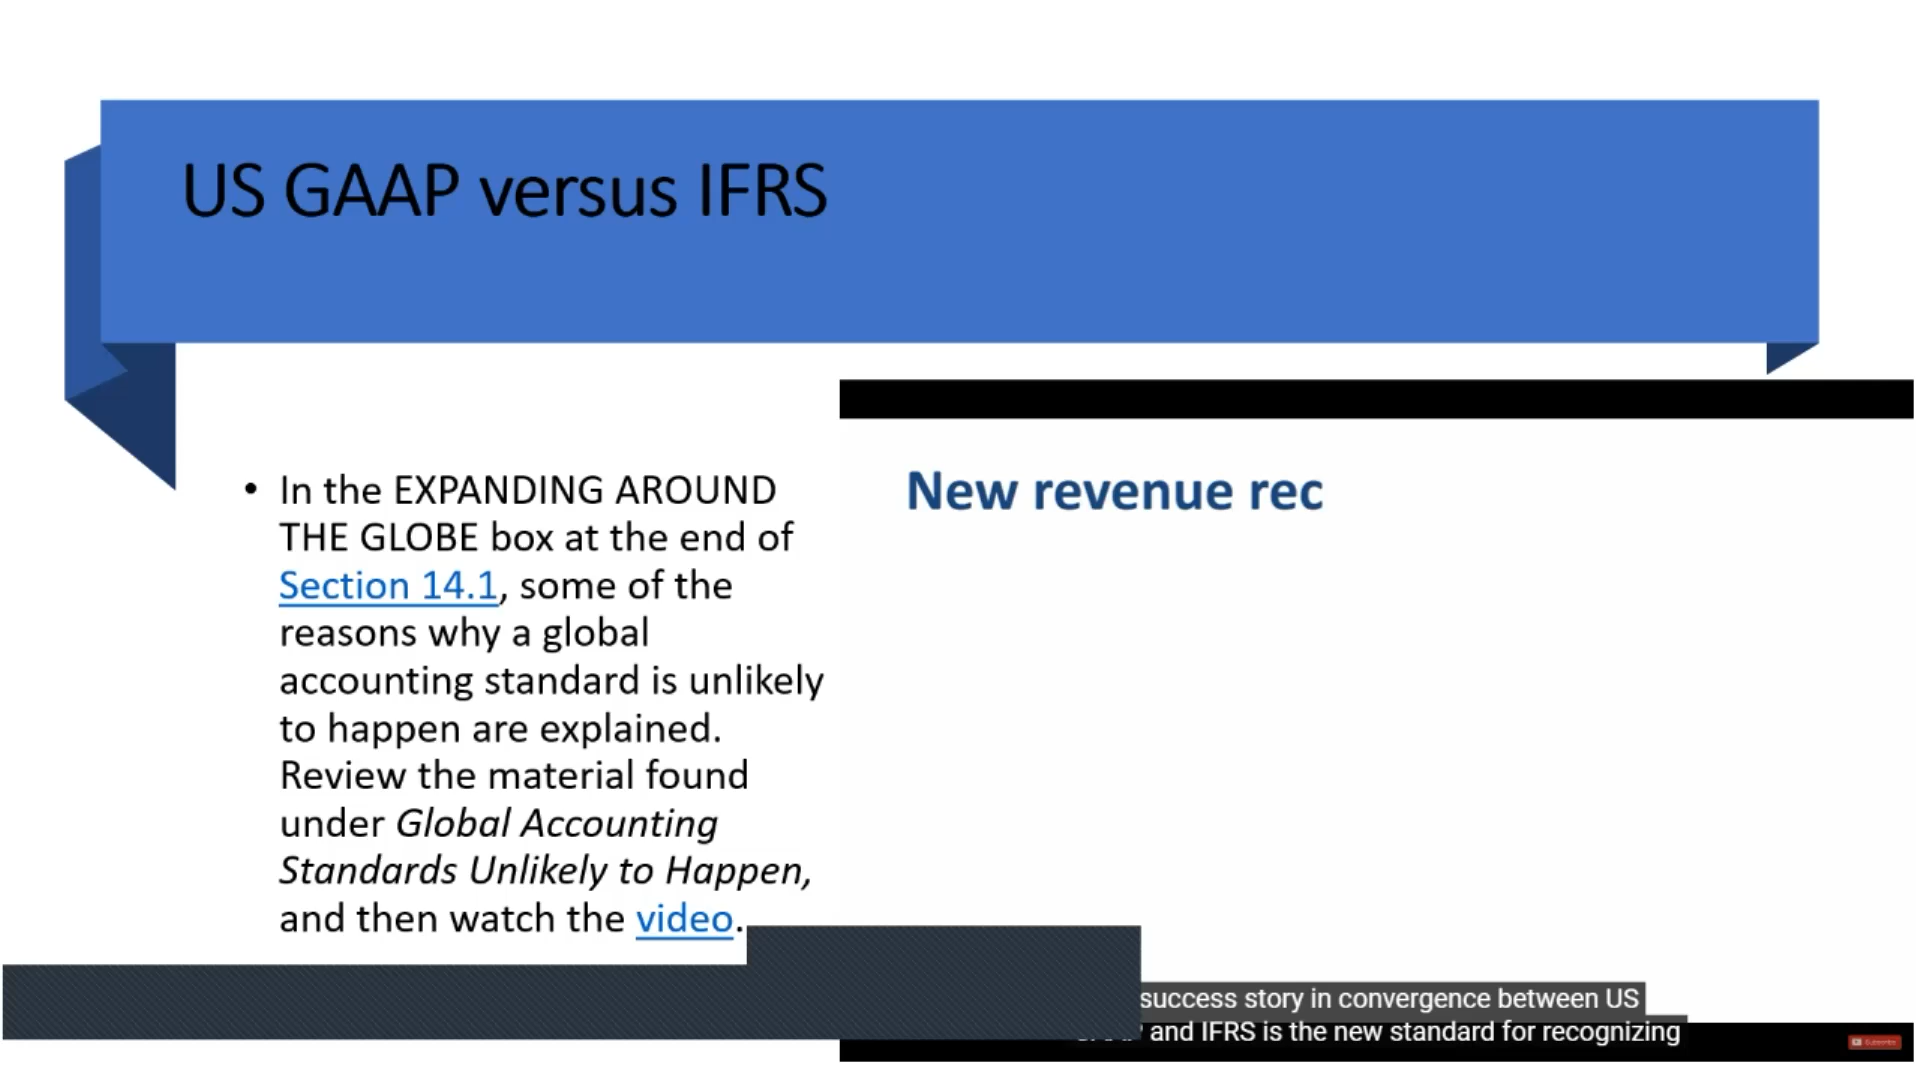 US GAAP versus IFRS
• In the EXPANDING AROUND
THE GLOBE box at the end of
Section 14.1, some of the
reasons why a global
accounting standard is unlikely
to happen are explained.
Review the material found
under Global Accounting
Standards Unlikely to Happen,
and then watch the video.
New revenue rec
success story in convergence between US
and IFRS is the new standard for recognizing
Subscribe